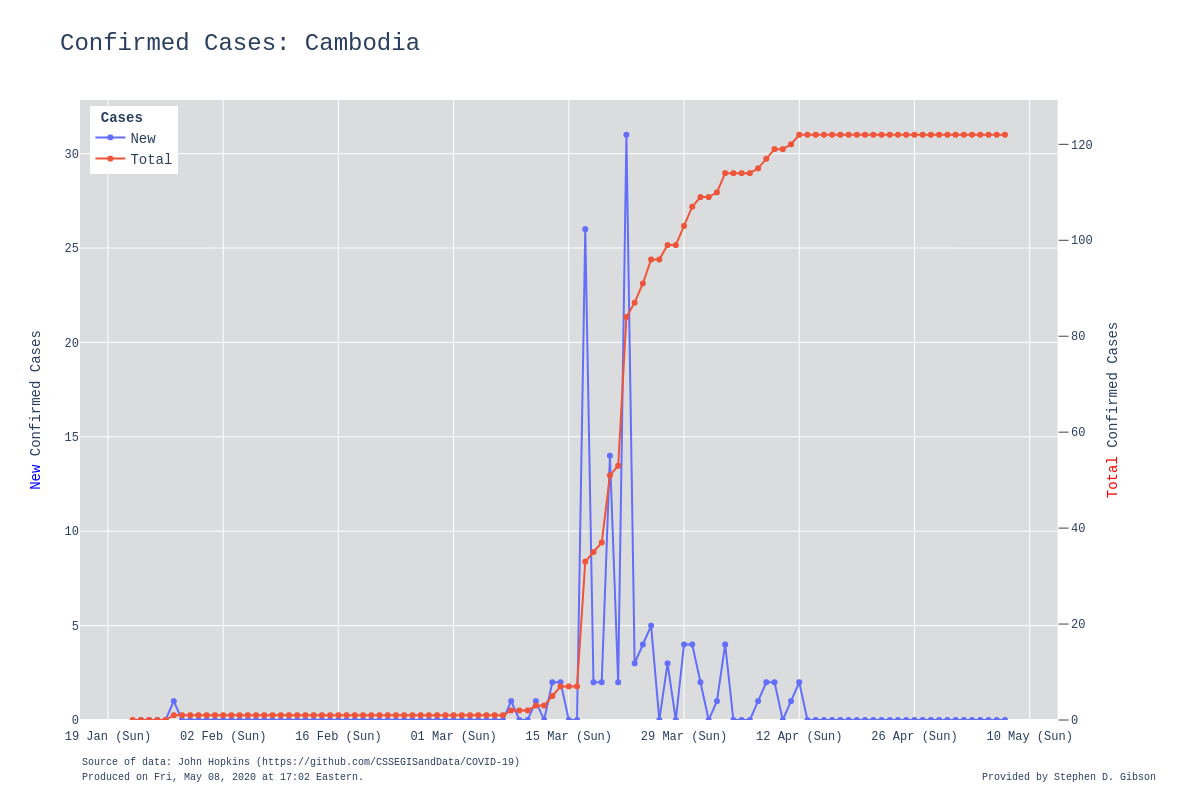 Confirmed Cases: Cambodia
Cases
New
Total
30
25
20
15
10
5
0
New Confirmed Cases
120
100
80
60
40
20
0
Total Confirmed Cases
19 Jan (Sun) 02 Feb (Sun) 16 Feb (Sun) 01 Mar (Sun) 15 Mar (Sun) 29 Mar (Sun) 12 Apr (Sun) 26 Apr (Sun) 10 May (Sun)
Source of data: John Hopkins (https://github.com/CSSEGISandData/COVID-19)
Produced on Fri, May 08, 2020 at 17:02 Eastern.
Provided by Stephen D. Gibson